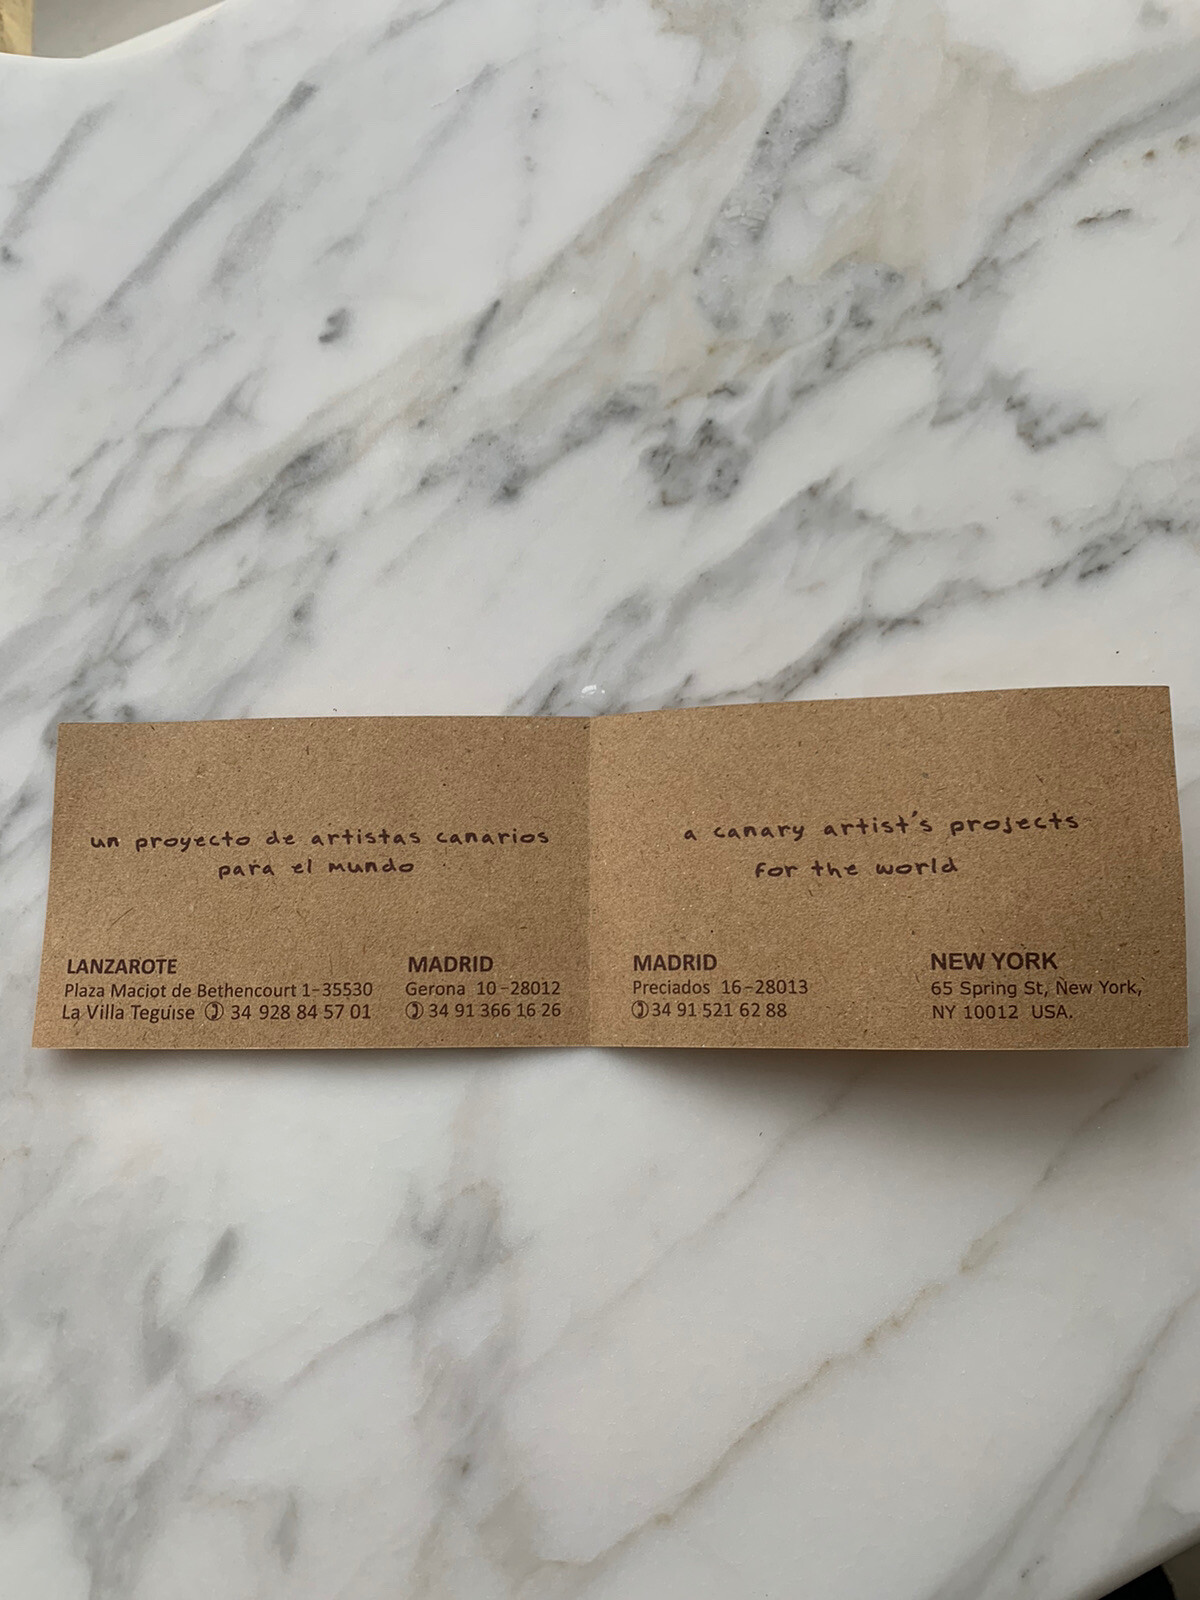 un proyecto de artistas canarios
para el mundo
LANZAROTE
Plaza Maciot de Bethencourt 1-35530
La Villa Teguise ✆ 34 928 84 57 01
MADRID
Gerona 10-28012
✆ 34 91 366 16 26
a canary artist's projects
for the world
MADRID
Preciados 16-28013
✆ 34 91 521 62 88
NEW YORK
65 Spring St, New York,
NY 10012 USA.